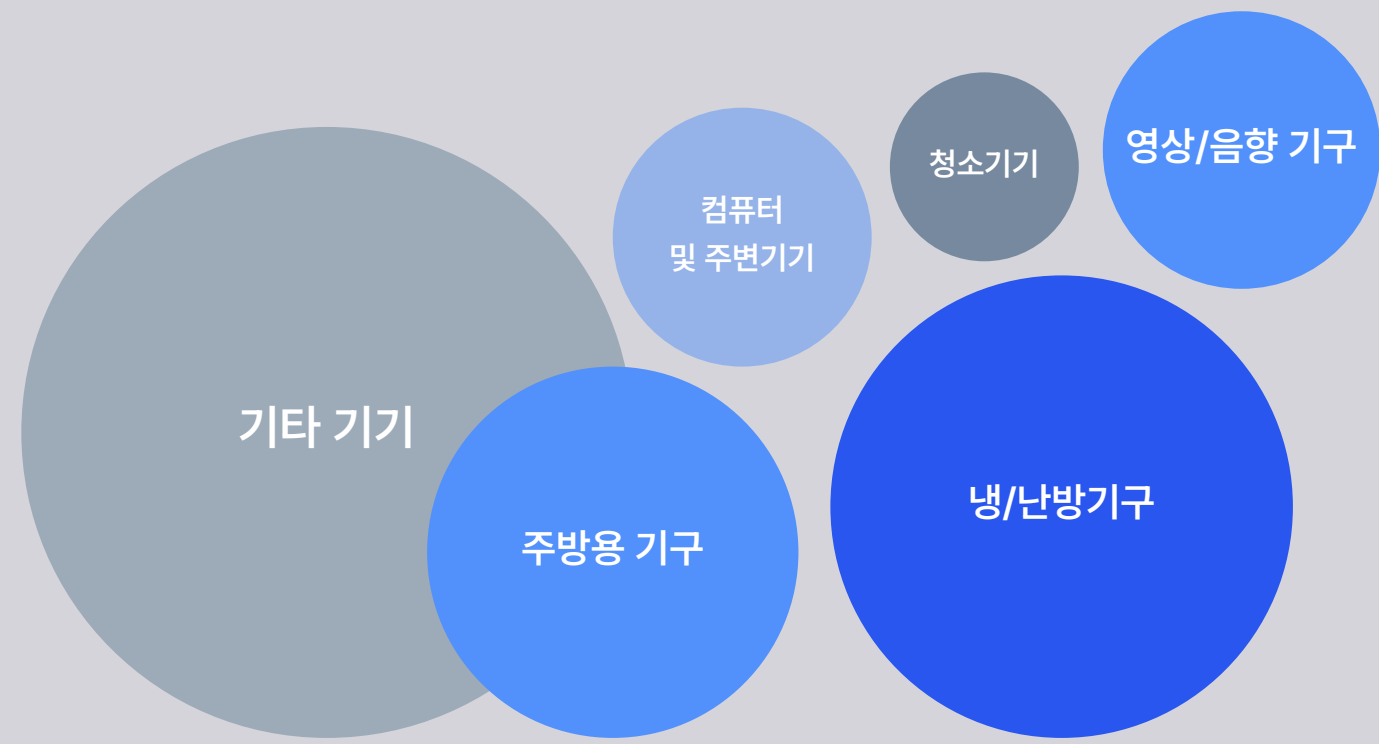 영상/음향 기구
청소기기
컴퓨터
및 주변기기
기타 기기
냉/난방기구
주방용 기구